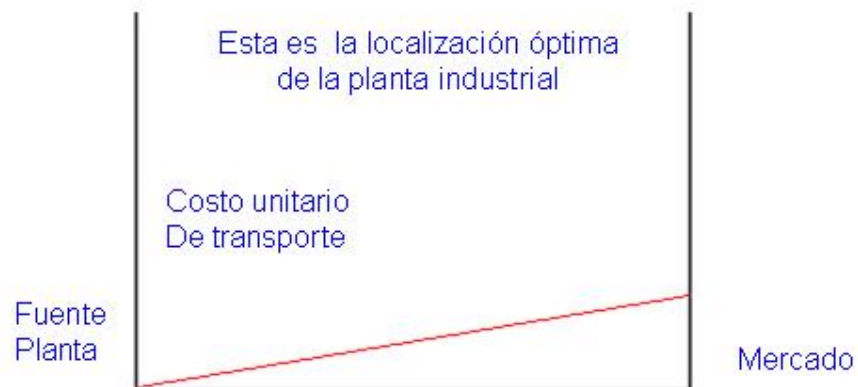 Esta es la localización óptima
de la planta industrial
Costo unitario
De transporte
Fuente
Planta
Mercado